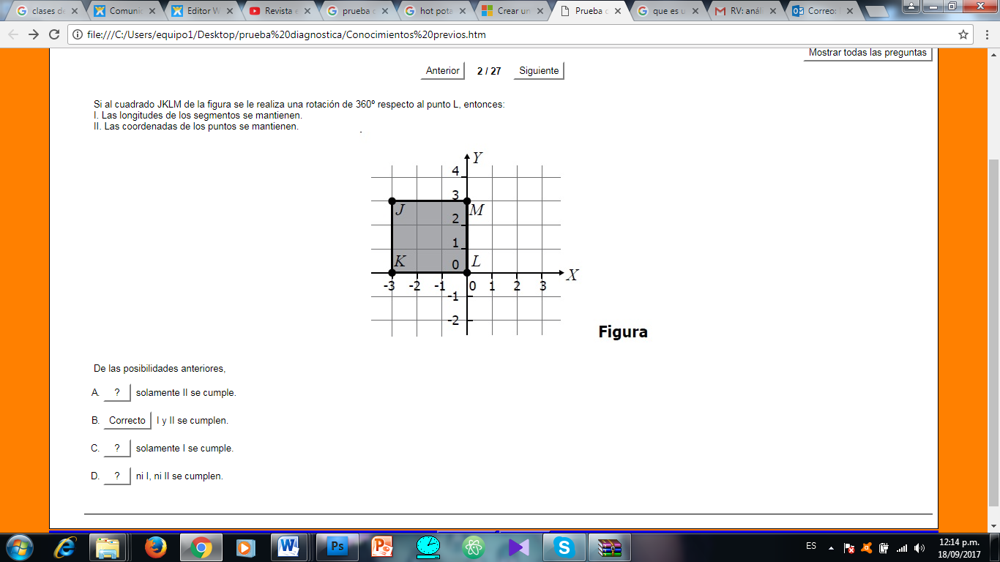 clases de
Comunic
Editor W
Revista e
prueba d
hot pota
Crear un
Prueba d
que es u
RV: anál
Correo:
file:///C:/Users/equipo1/Desktop/prueba%20diagnostica/Conocimientos%20previos.htm
Mostrar todas las preguntas
Anterior 2 / 27 Siguiente
Si al cuadrado JKLM de la figura se le realiza una rotación de 360º respecto al punto L, entonces:
I. Las longitudes de los segmentos se mantienen.
II. Las coordenadas de los puntos se mantienen.
Y
4
3
J M
2
1
K 0 L
X
-3 -2 -1 0 1 2 3
-1
-2
Figura
De las posibilidades anteriores,
A. ? solamente II se cumple.
B. Correcto I y II se cumplen.
C. ? solamente I se cumple.
D. ? ni I, ni II se cumplen.
ES
12:14 p.m.
18/09/2017